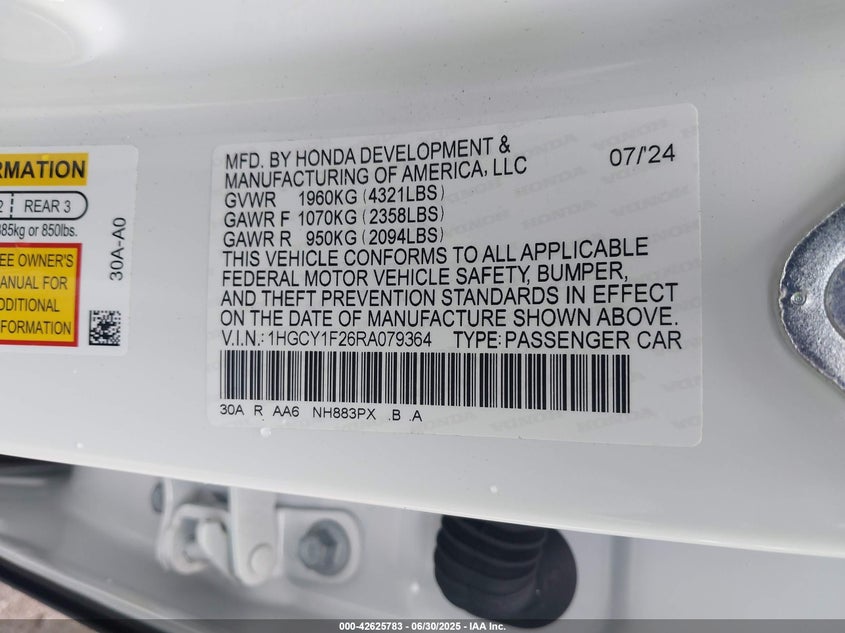 RMATION
2 REAR 3
385kg or 850lbs.
EE OWNER'S
ANUAL FOR
DDITIONAL
FORMATION
30A-A0
MFD. BY HONDA DEVELOPMENT &
MANUFACTURING OF AMERICA, LLC
07/'24
GVWR 1960KG (4321LBS)
GAWR F 1070KG (2358LBS)
GAWR R 950KG (2094LBS)
THIS VEHICLE CONFORMS TO ALL APPLICABLE
FEDERAL MOTOR VEHICLE SAFETY, BUMPER,
AND THEFT PREVENTION STANDARDS IN EFFECT
ON THE DATE OF MANUFACTURE SHOWN ABOVE.
V.I.N.: 1HGCY1F26RA079364 TYPE: PASSENGER CAR
30A R AA6 NH883PX .B .A
000-42625783 - 06/30/2025 - IAA Inc.